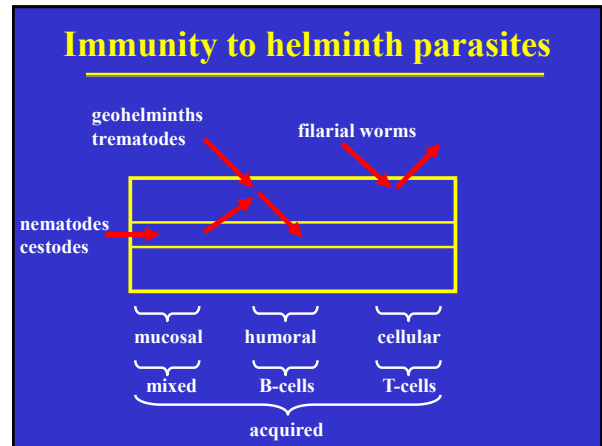 Immunity to helminth parasites
geohelminths
trematodes
filarial worms
nematodes
cestodes
mucosal humoral cellular
mixed B-cells T-cells
acquired